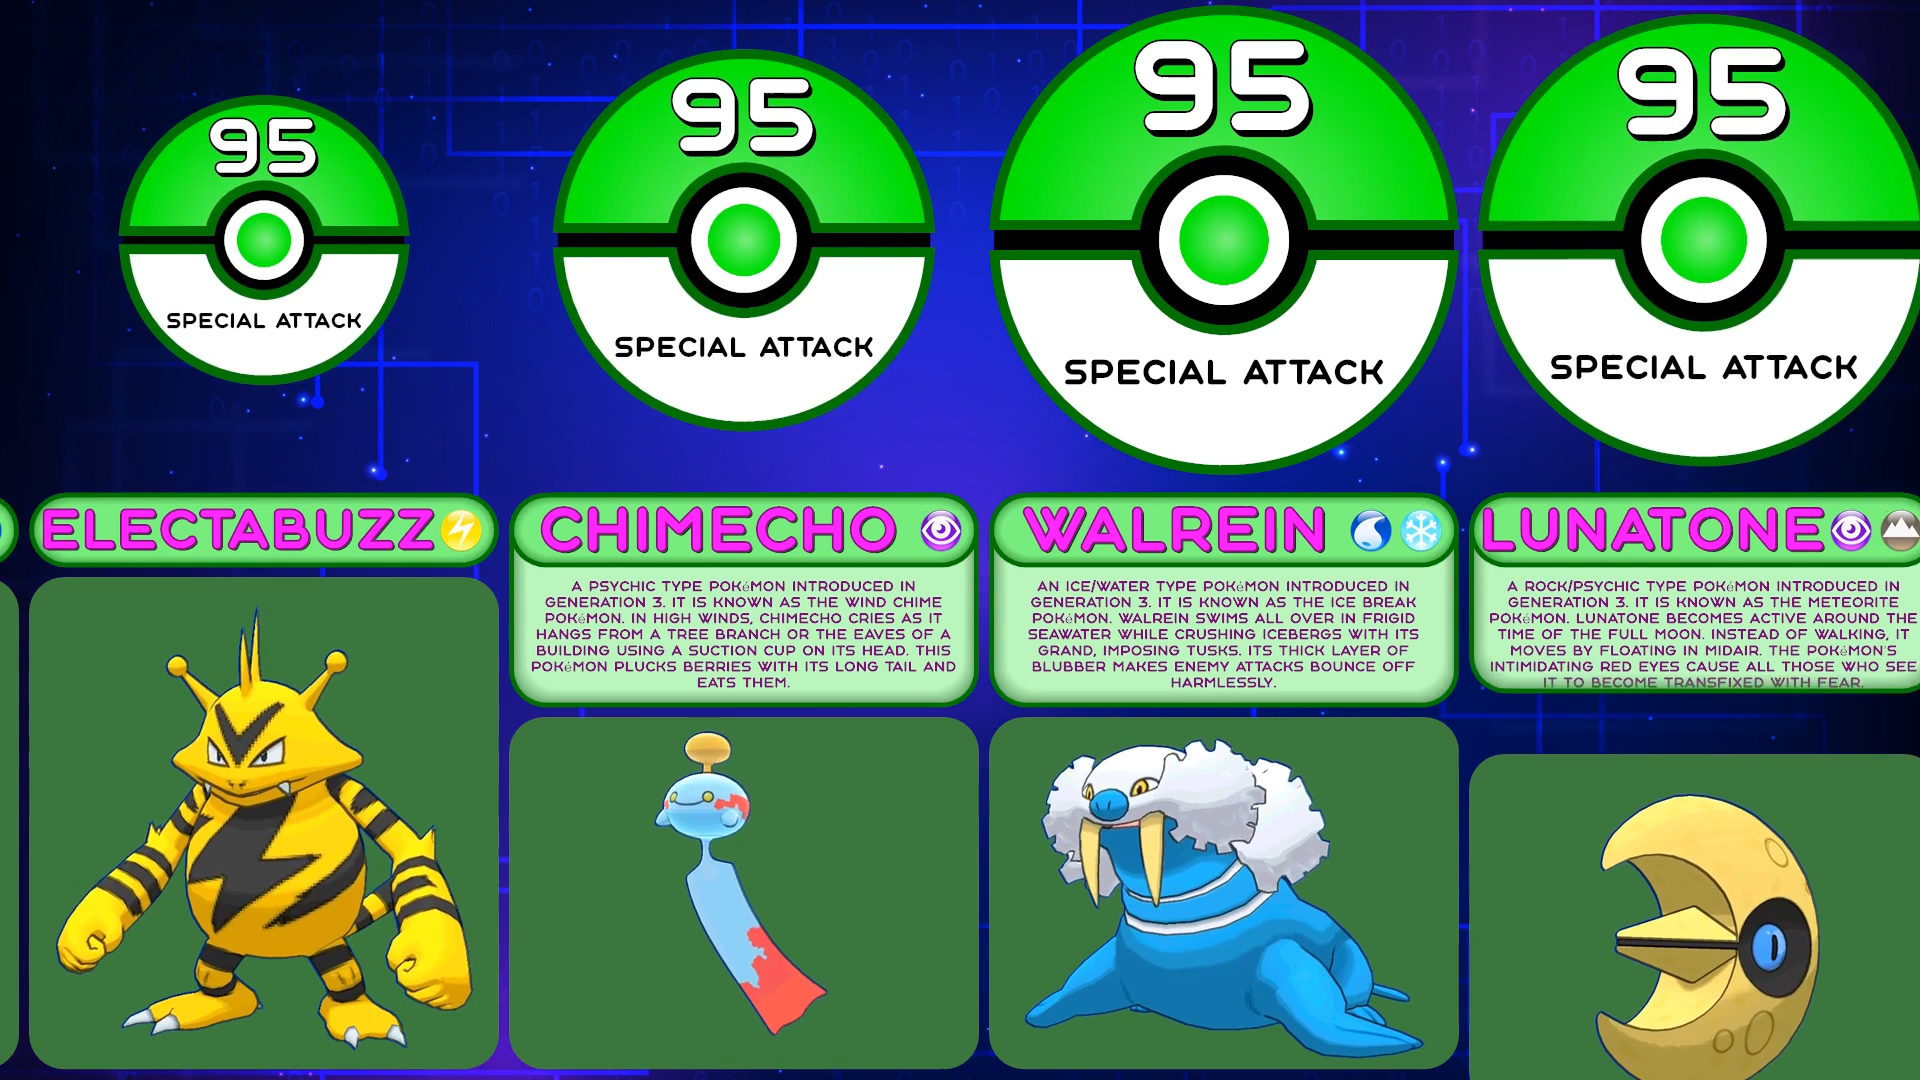 95
SPECIAL ATTACK
ELECTABUZZ
95
SPECIAL ATTACK
CHIMECHO
A PSYCHIC TYPE POKéMON INTRODUCED IN
GENERATION 3. IT IS KNOWN AS THE WIND CHIME
POKéMON. IN HIGH WINDS, CHIMECHO CRIES AS IT
HANGS FROM A TREE BRANCH OR THE EAVES OF A
BUILDING USING A SUCTION CUP ON ITS HEAD. THIS
POKéMON PLUCKS BERRIES WITH ITS LONG TAIL AND
EATS THEM.
95
SPECIAL ATTACK
WALREIN
AN ICE/WATER TYPE POKéMON INTRODUCED IN
GENERATION 3. IT IS KNOWN AS THE ICE BREAK
POKéMON. WALREIN SWIMS ALL OVER IN FRIGID
SEAWATER WHILE CRUSHING ICEBERGS WITH ITS
GRAND, IMPOSING TUSKS. ITS THICK LAYER OF
BLUBBER MAKES ENEMY ATTACKS BOUNCE OFF
HARMLESSLY.
95
SPECIAL ATTACK
LUNATONE
A ROCK/PSYCHIC TYPE POKéMON INTRODUCED IN
GENERATION 3. IT IS KNOWN AS THE METEORITE
POKéMON. LUNATONE BECOMES ACTIVE AROUND THE
TIME OF THE FULL MOON. INSTEAD OF WALKING, IT
MOVES BY FLOATING IN MIDAIR. THE POKéMON'S
INTIMIDATING RED EYES CAUSE ALL THOSE WHO SEE
IT TO BECOME TRANSFIXED WITH FEAR.